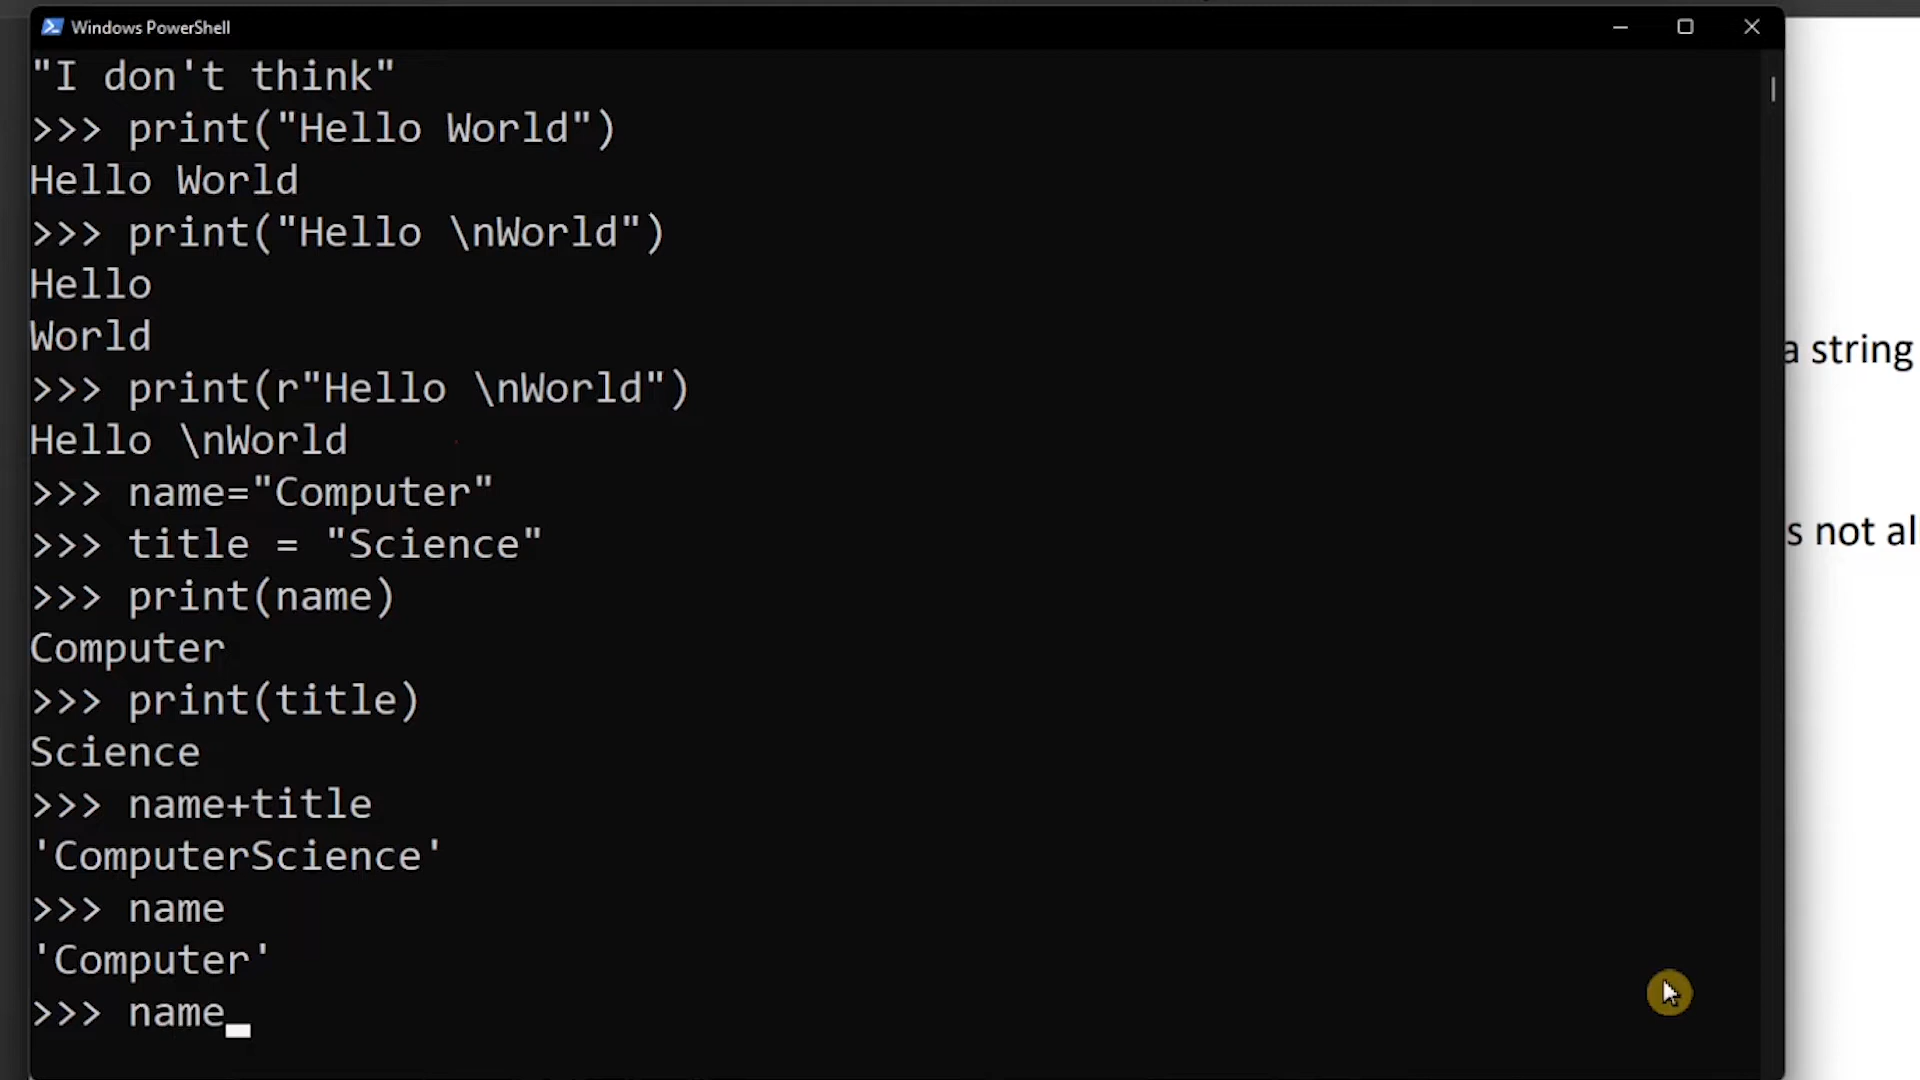 Windows PowerShell
"I don't think"
>>> print("Hello World")
Hello World
>>> print("Hello \nWorld")
Hello
World
>>> print(r"Hello \nWorld")
Hello \nWorld
>>> name="Computer"
>>> title = "Science"
>>> print(name)
Computer
>>> print(title)
Science
>>> name+title
'ComputerScience'
>>> name
'Computer'
>>> name
a string
s not al